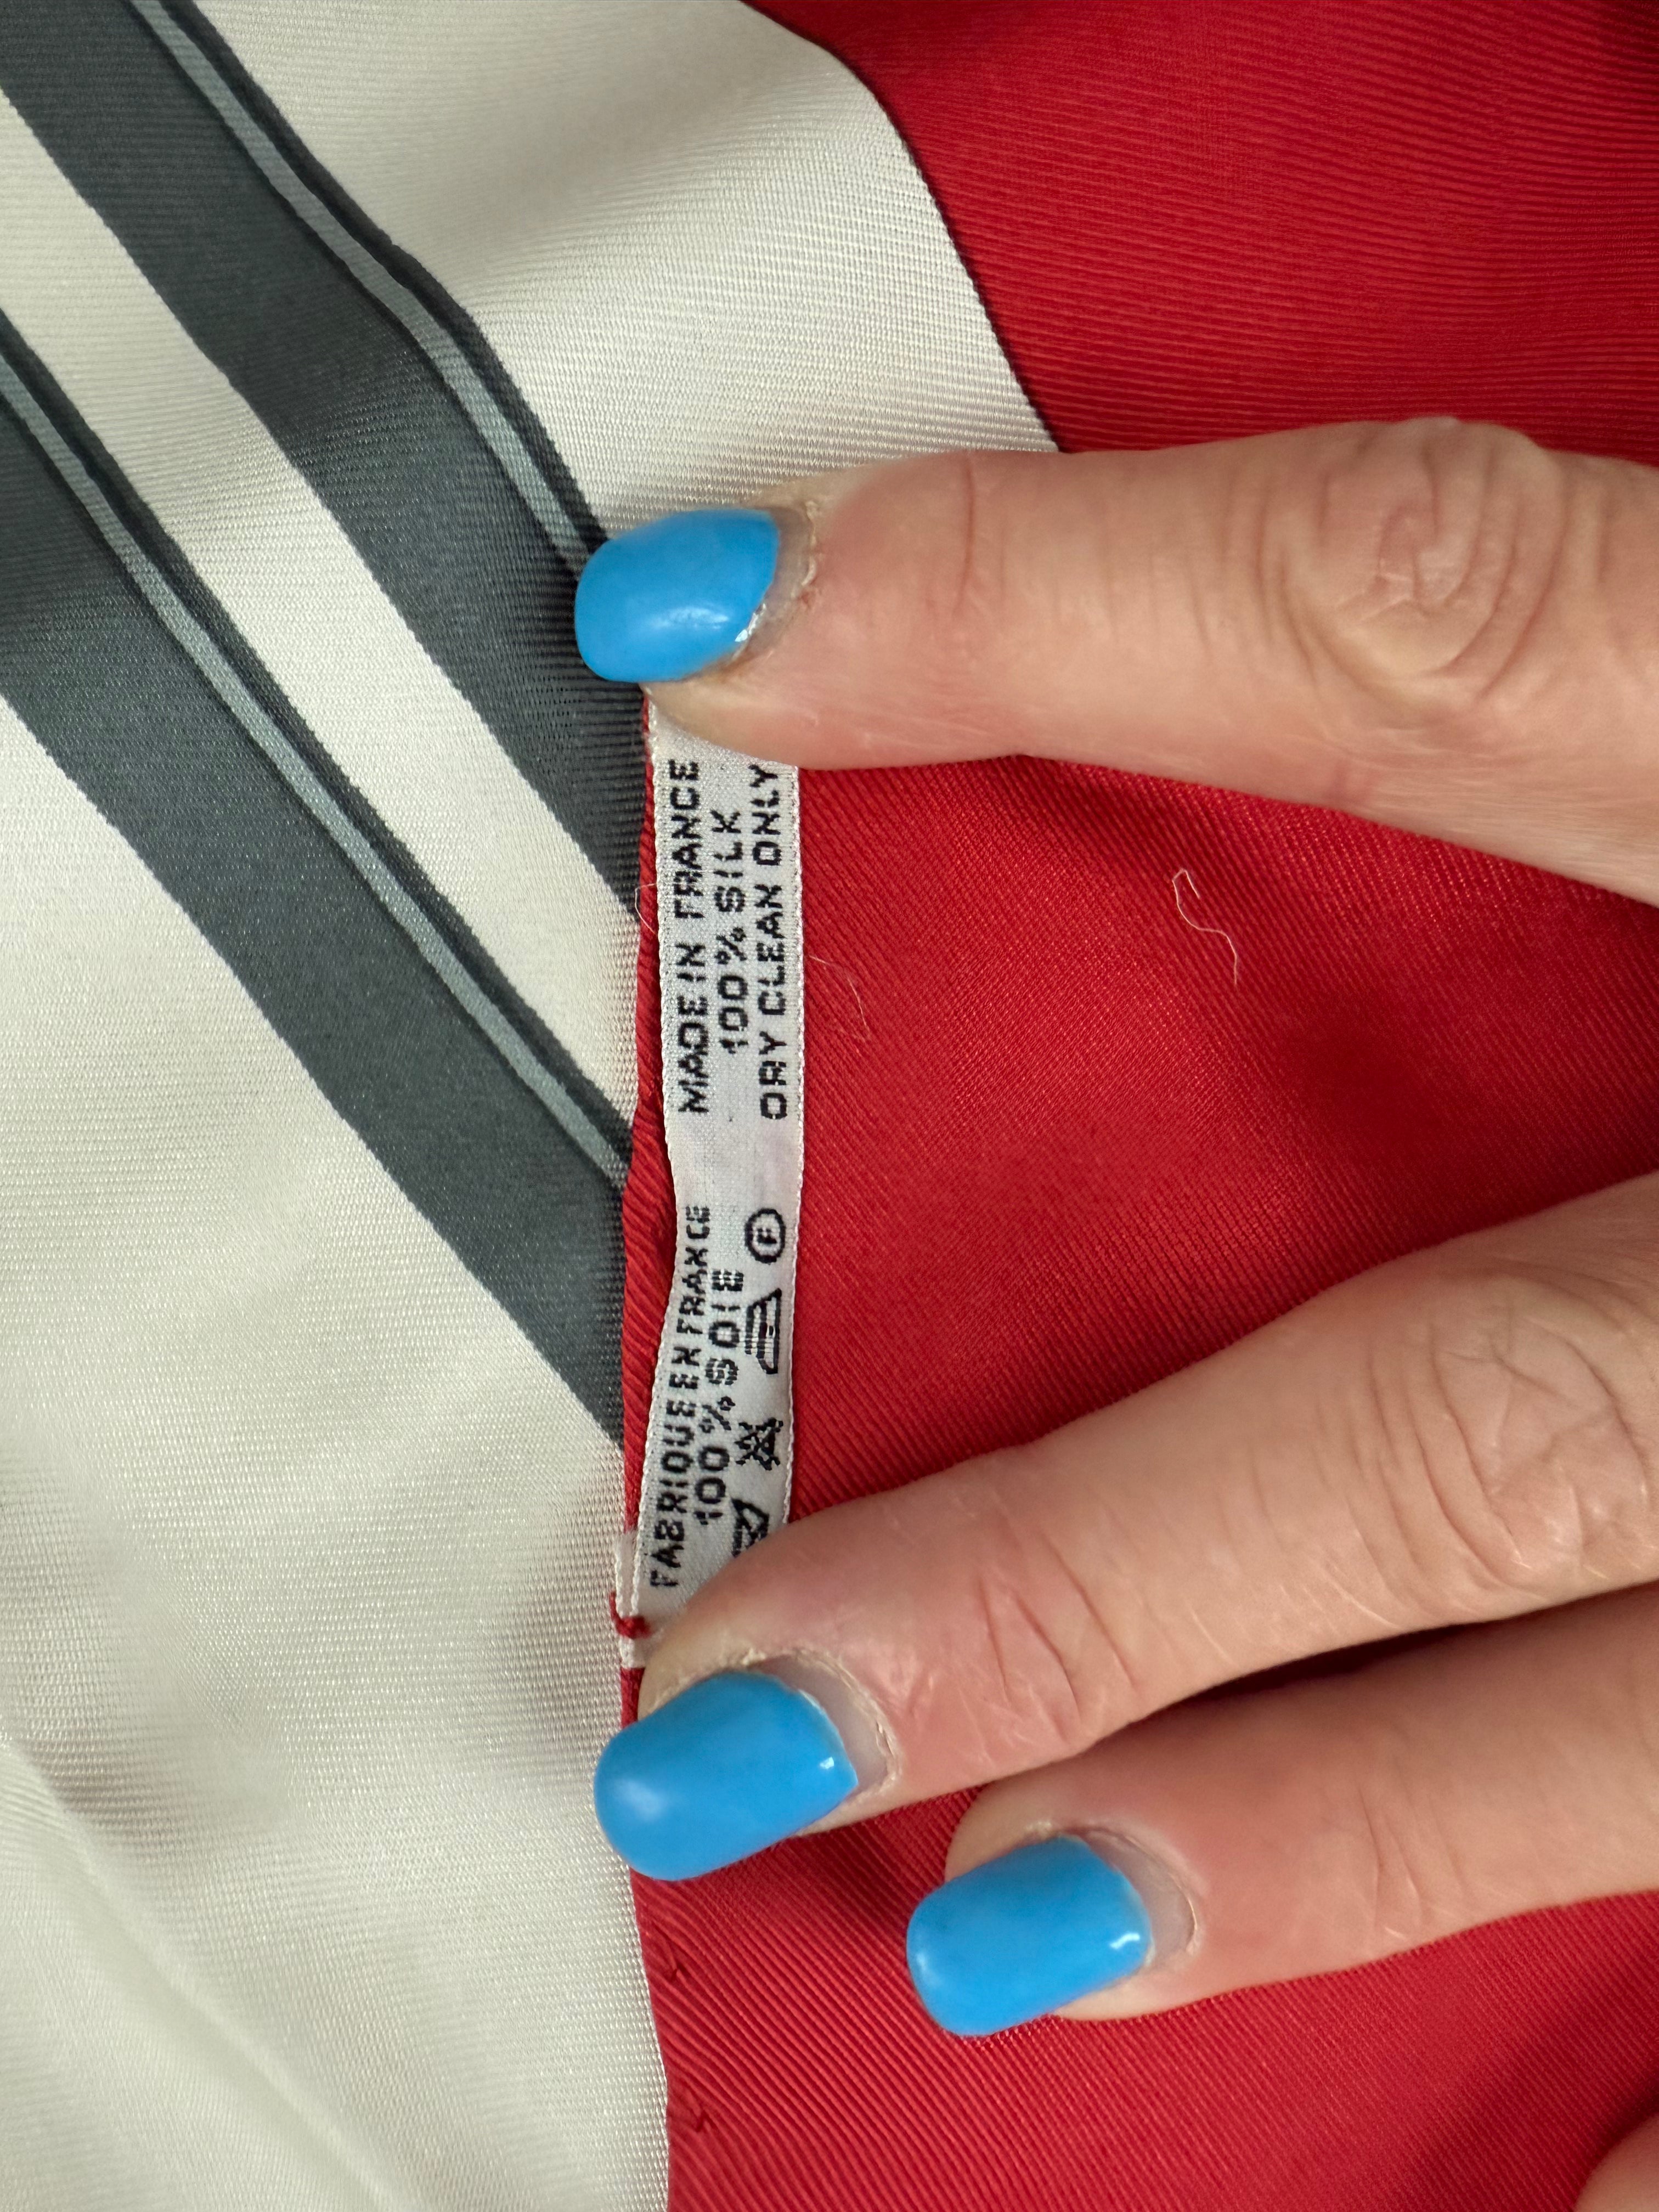 FABRIQUE EN FRANCE
100 % SOIE
F
MADE IN FRANCE
100% SILK
DRY CLEAN ONLY